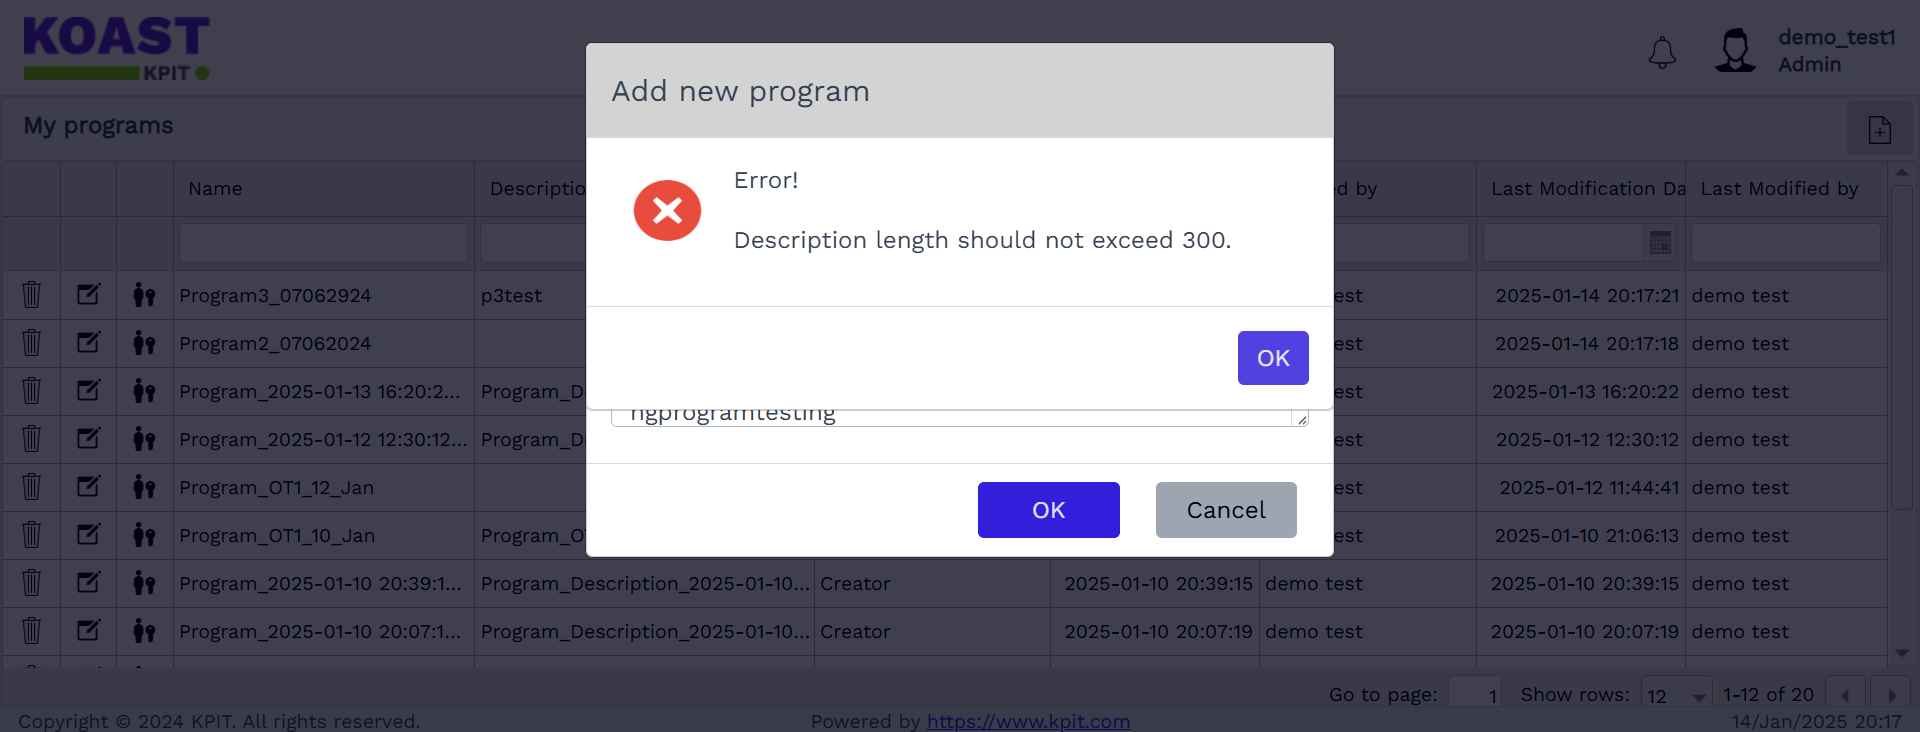 KOAST
KPIT
demo_test1
Admin
Add new program
My programs
Error!
Description length should not exceed 300.
OK
Name
Descriptio
d by
Last Modification Da
Last Modified by
Program3_07062924
p3test
est
2025-01-14 20:17:21
demo test
Program2_07062024
est
2025-01-14 20:17:18
demo test
Program_2025-01-13 16:20:2...
Program_D
est
2025-01-13 16:20:22
demo test
ngprogramtesting
Program_2025-01-12 12:30:12...
Program_D
est
2025-01-12 12:30:12
demo test
Program_OT1_12_Jan
est
2025-01-12 11:44:41
demo test
OK
Cancel
Program_OT1_10_Jan
Program_O
est
2025-01-10 21:06:13
demo test
Program_2025-01-10 20:39:1...
Program_Description_2025-01-10...
Creator
2025-01-10 20:39:15
demo test
2025-01-10 20:39:15
demo test
Program_2025-01-10 20:07:1...
Program_Description_2025-01-10...
Creator
2025-01-10 20:07:19
demo test
2025-01-10 20:07:19
demo test
Go to page:
1
Show rows:
12
1-12 of 20
Copyright © 2024 KPIT. All rights reserved.
Powered by https://www.kpit.com
14/Jan/2025 20:17